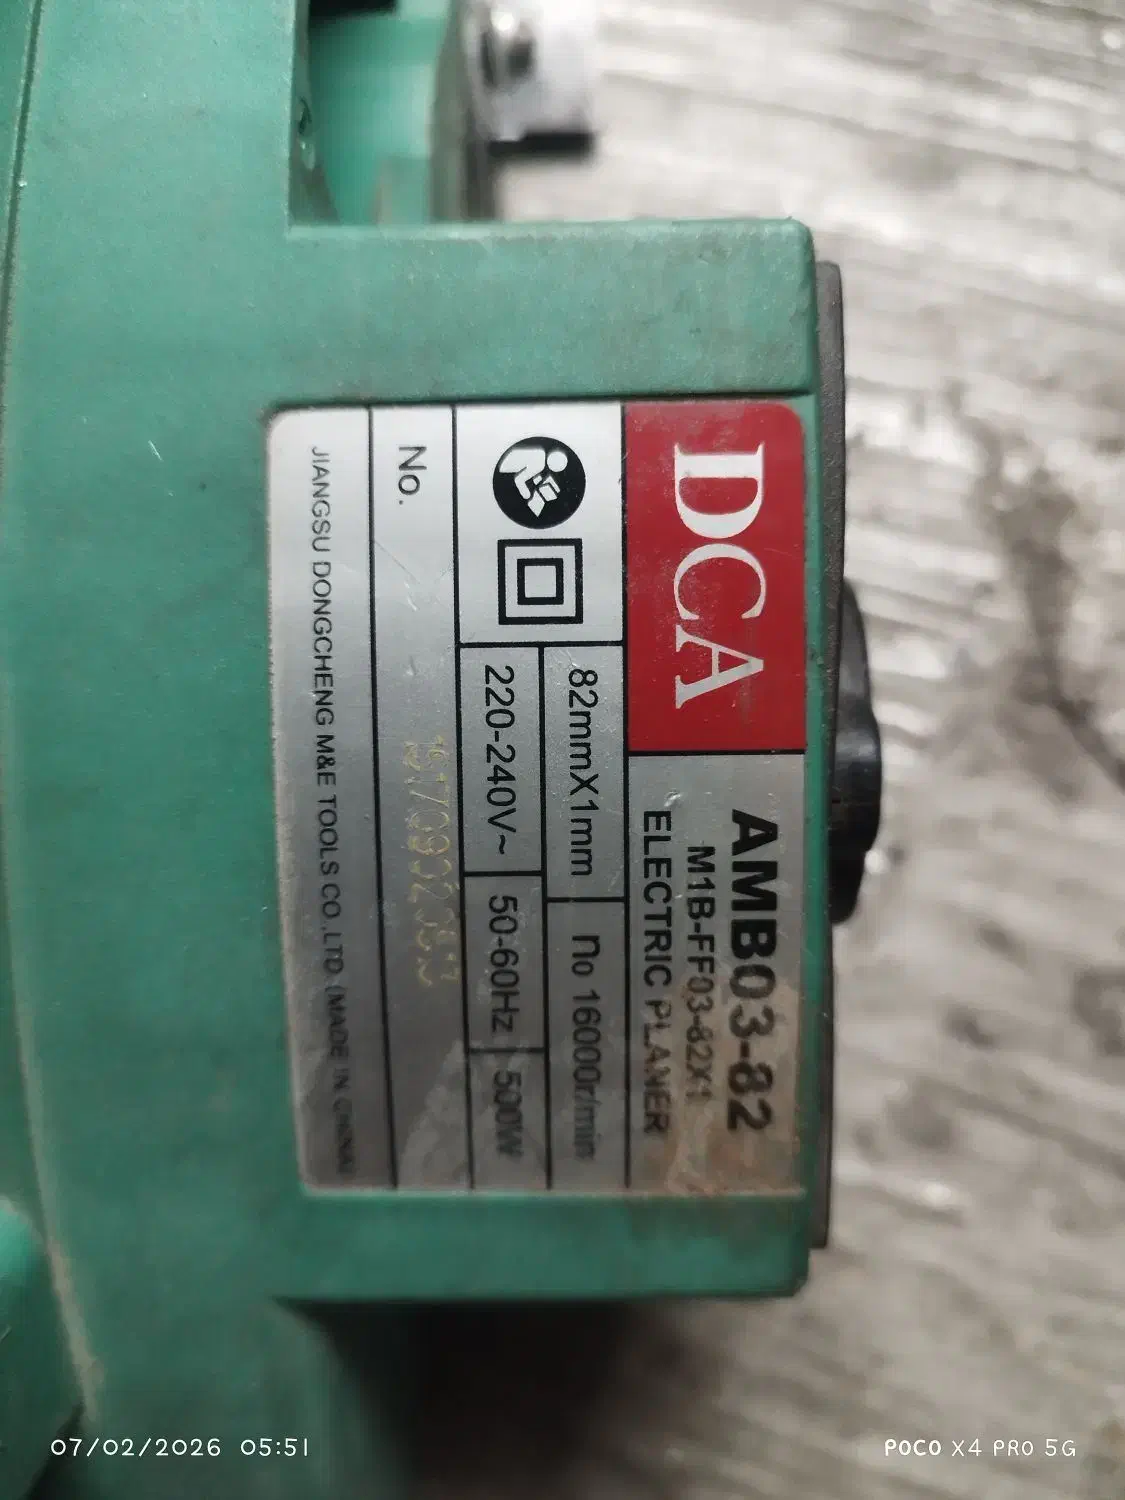 DCA
AMB03-82
M1B-FF03-82X1
ELECTRIC PLANER
82mmX1mm
no 16000r/min
220-240V~
50-60Hz
500W
No.
JIANGSU DONGCHENG M&E TOOLS CO.,LTD. (MADE IN CHINA)
07/02/2026 05:51
POCO X4 PRO 5G